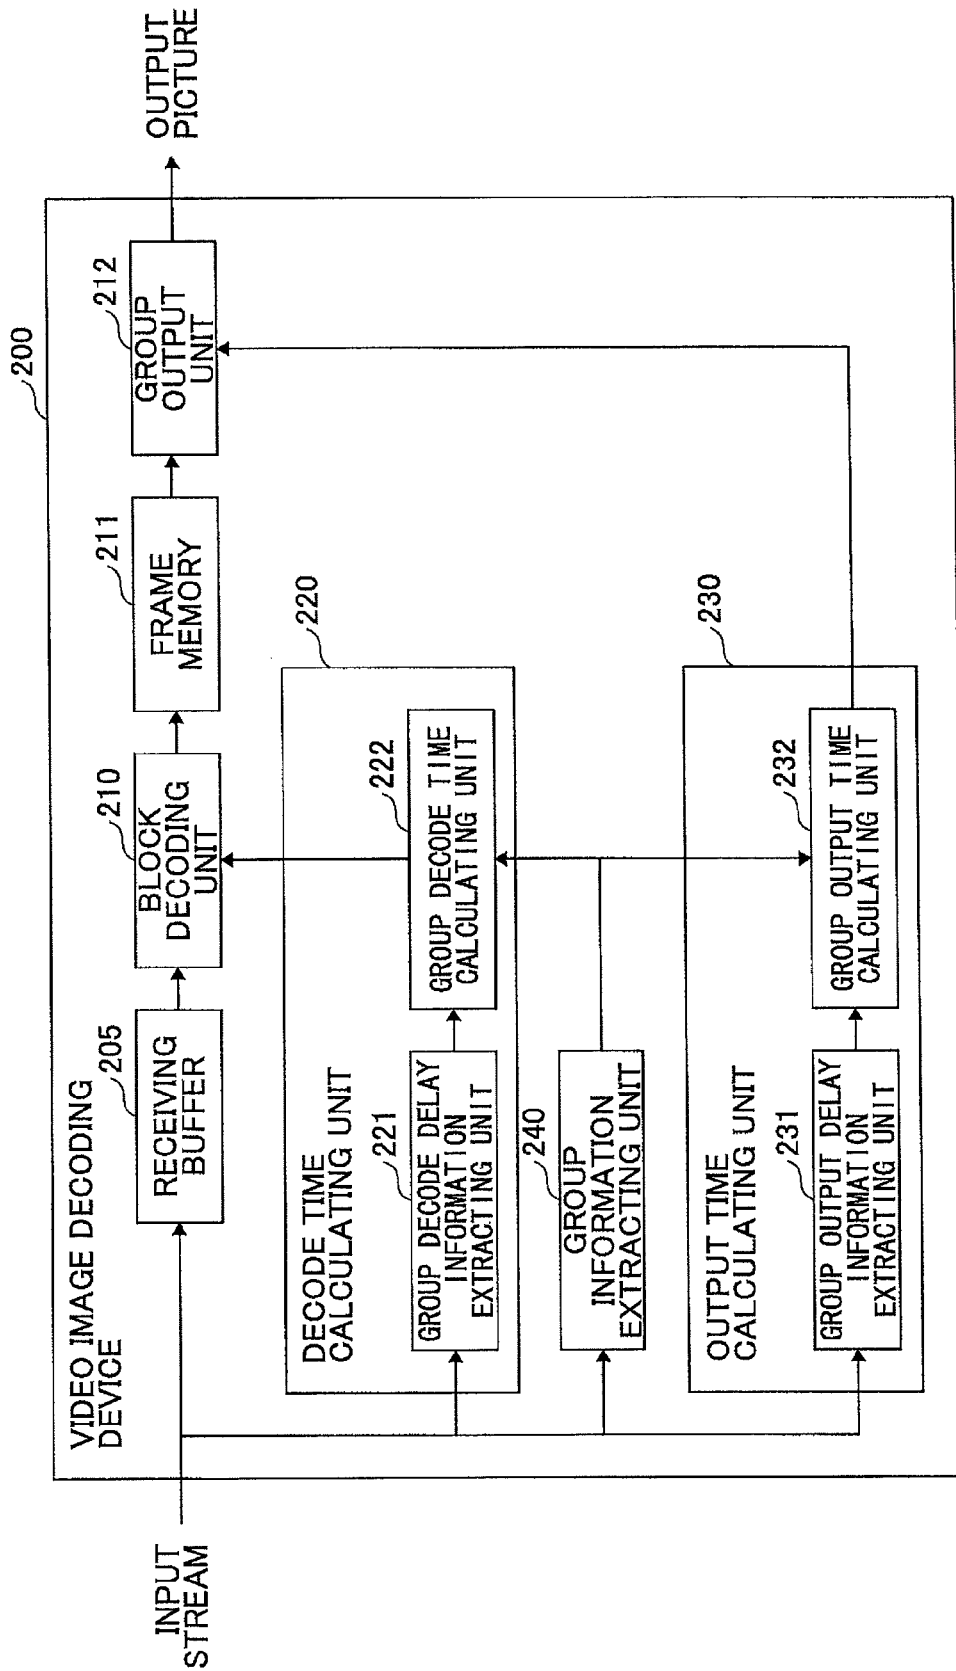 200
VIDEO IMAGE DECODING
DEVICE
INPUT
STREAM
205
RECEIVING
BUFFER
210
BLOCK
DECODING
UNIT
211
FRAME
MEMORY
212
GROUP
OUTPUT
UNIT
OUTPUT
PICTURE
220
DECODE TIME
CALCULATING UNIT
221
GROUP DECODE DELAY
INFORMATION
EXTRACTING UNIT
222
GROUP DECODE TIME
CALCULATING UNIT
240
GROUP
INFORMATION
EXTRACTING UNIT
230
OUTPUT TIME
CALCULATING UNIT
231
GROUP OUTPUT DELAY
INFORMATION
EXTRACTING UNIT
232
GROUP OUTPUT TIME
CALCULATING UNIT